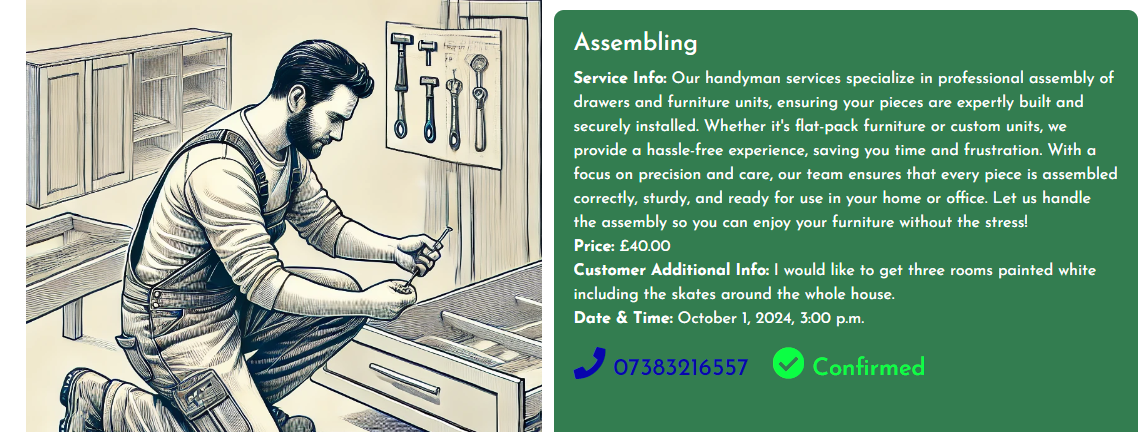 Assembling
Service Info: Our handyman services specialize in professional assembly of
drawers and furniture units, ensuring your pieces are expertly built and
securely installed. Whether it's flat-pack furniture or custom units, we
provide a hassle-free experience, saving you time and frustration. With a
focus on precision and care, our team ensures that every piece is assembled
correctly, sturdy, and ready for use in your home or office. Let us handle
the assembly so you can enjoy your furniture without the stress!
Price: £40.00
Customer Additional Info: I would like to get three rooms painted white
including the skates around the whole house.
Date & Time: October 1, 2024, 3:00 p.m.
07383216557 Confirmed